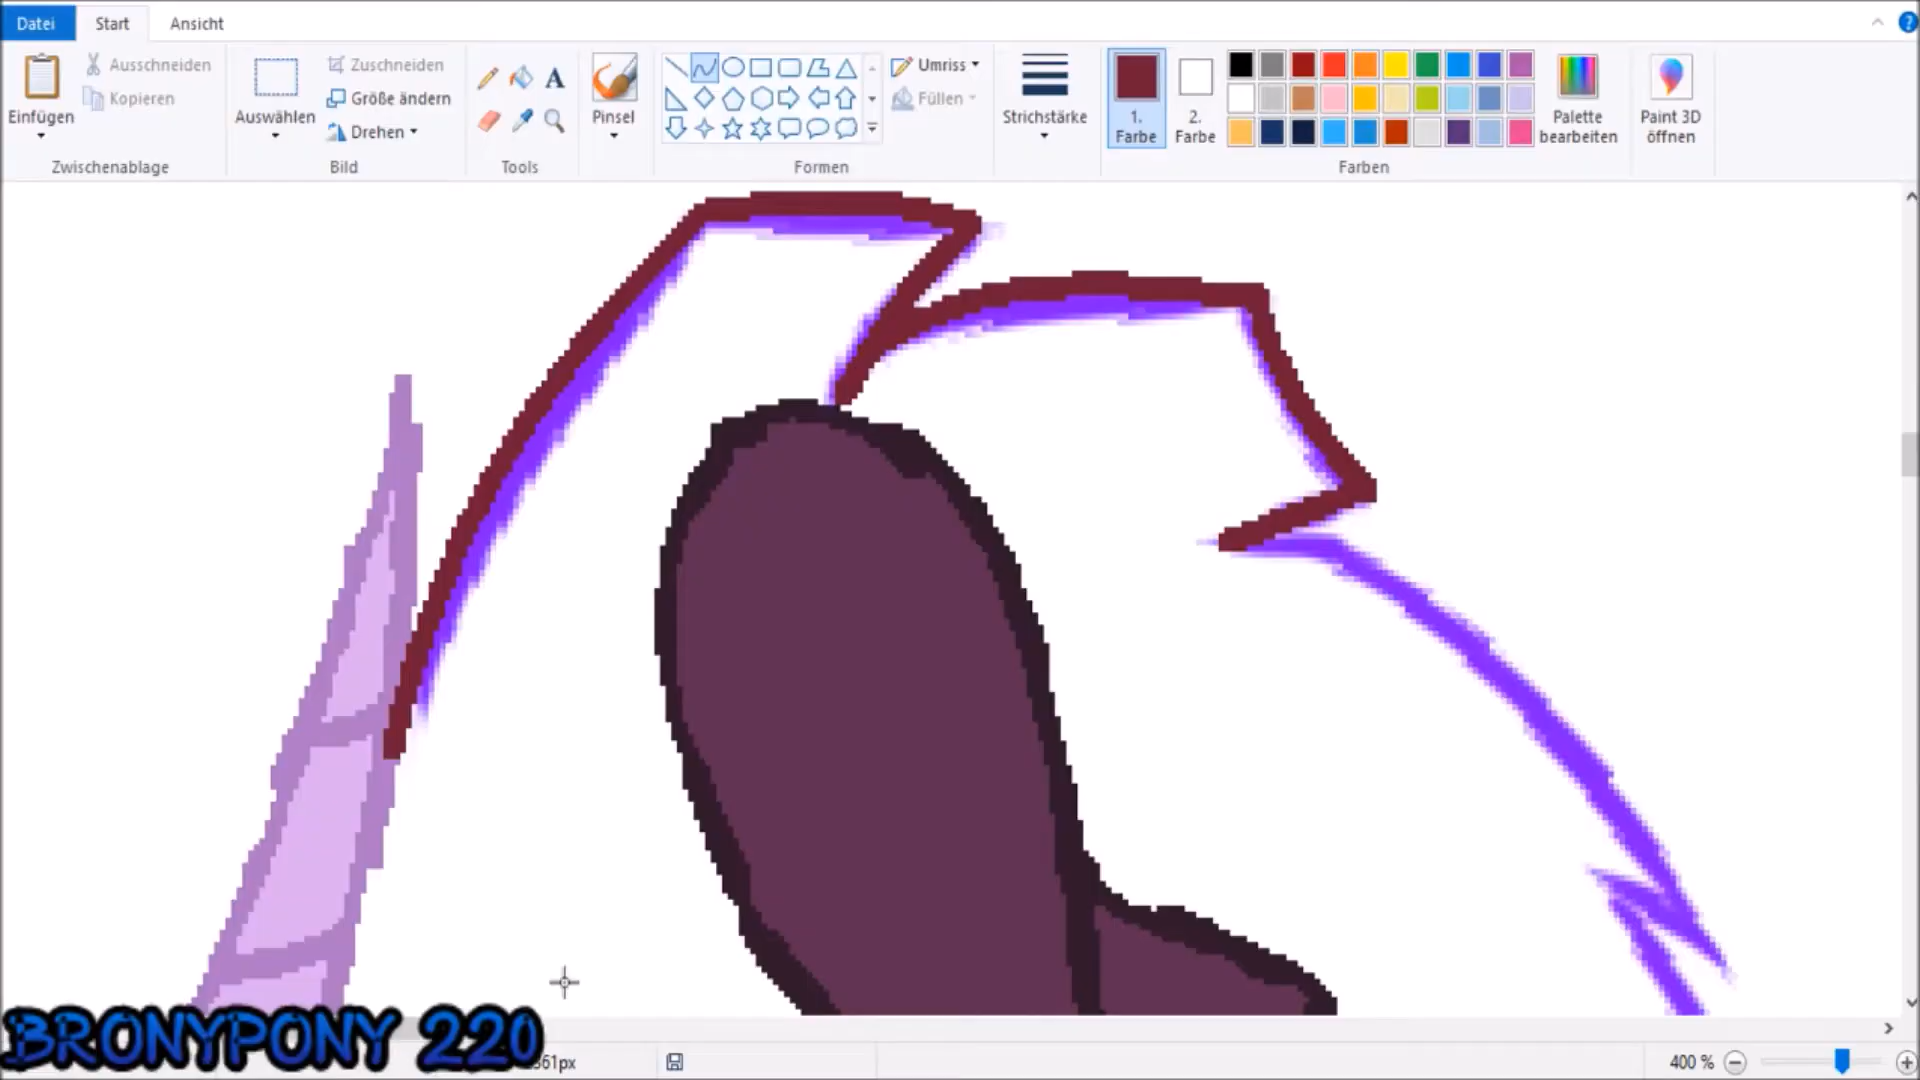 Datei Start Ansicht ?
Einfügen
Ausschneiden
Kopieren
Zwischenablage
Auswählen
Zuschneiden
Größe ändern
Drehen
Bild
A
Tools
Pinsel
Formen
Umriss
Füllen
Strichstärke
1.
Farbe
2.
Farbe
Farben
Palette
bearbeiten
Paint 3D
öffnen
BRONYPONY 220
361px
400 %